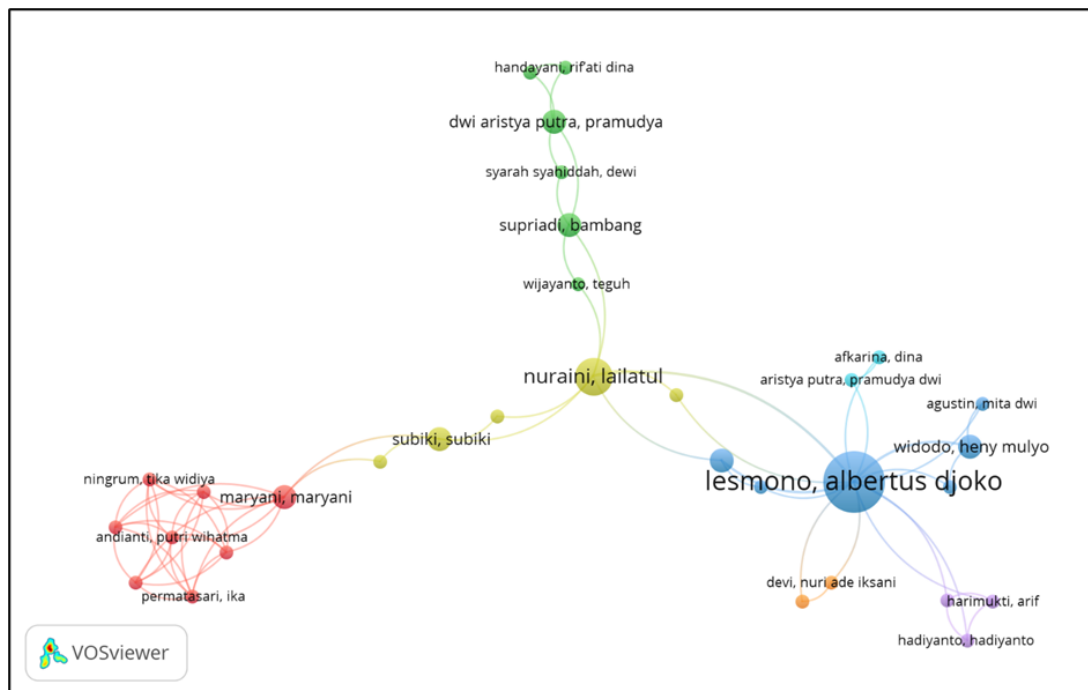 handayani, rif'ati dina
dwi aristya putra, pramudya
syarah syahiddah, dewi
supriadi, bambang
wijayanto, teguh
nuraini, lailatul
afkarina, dina
aristya putra, pramudya dwi
agustin, mita dwi
widodo, heny mulyo
subiki, subiki
lesmono, albertus djoko
ningrum, tika widiya
maryani, maryani
andianti, putri wihatma
permatasari, ika
devi, nuri ade iksani
harimukti, arif
hadiyanto, hadiyanto
VOSviewer